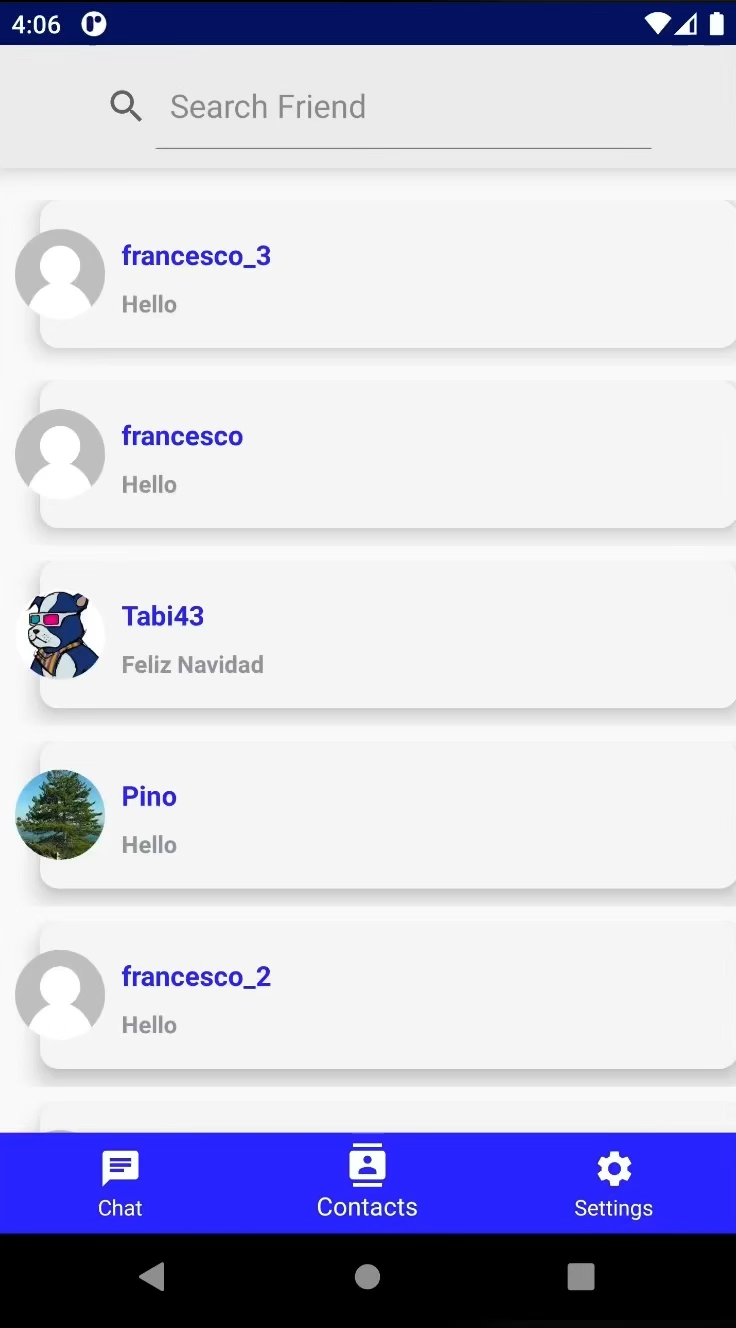 4:06
Search Friend
francesco_3
Hello
francesco
Hello
Tabi43
Feliz Navidad
Pino
Hello
francesco_2
Hello
Chat
Contacts
Settings